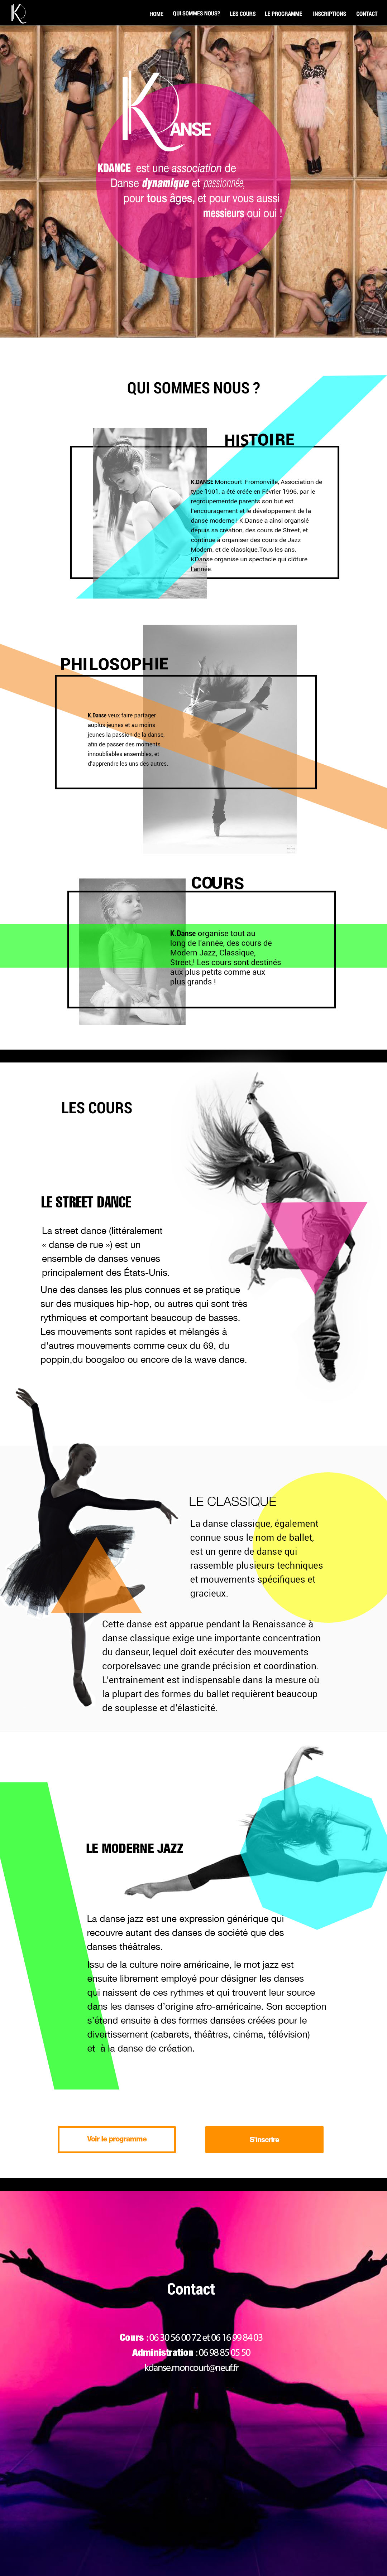 K
HOME QUI SOMMES NOUS? LES COURS LE PROGRAMME INSCRIPTIONS CONTACT
KDANSE
KDANCE est une association de
Danse dynamique et passionnée,
pour tous âges, et pour vous aussi
messieurs oui oui !
QUI SOMMES NOUS ?
HISTOIRE
K.DANSE Moncourt-Fromonville, Association de
type 1901, a été créée en Février 1996, par le
regroupementde parents son but est
l'encouragement et le développement de la
danse moderne ! K.Danse a ainsi organsié
depuis sa création, des cours de Street, et
continue à organiser des cours de Jazz
Modern, et de classique.Tous les ans,
KDanse organise un spectacle qui clôture
l'année.
PHILOSOPHIE
K.Danse veux faire partager
auplus jeunes et au moins
jeunes la passion de la danse,
afin de passer des moments
innoubliables ensembles, et
d'apprendre les uns des autres.
COURS
K.Danse organise tout au
long de l'année, des cours de
Modern Jazz, Classique,
Street,! Les cours sont destinés
aux plus petits comme aux
plus grands !
LES COURS
LE STREET DANCE
La street dance (littéralement
« danse de rue ») est un
ensemble de danses venues
principalement des États-Unis.
Une des danses les plus connues et se pratique
sur des musiques hip-hop, ou autres qui sont très
rythmiques et comportant beaucoup de basses.
Les mouvements sont rapides et mélangés à
d'autres mouvements comme ceux du 69, du
poppin,du boogaloo ou encore de la wave dance.
LE CLASSIQUE
La danse classique, également
connue sous le nom de ballet,
est un genre de danse qui
rassemble plusieurs techniques
et mouvements spécifiques et
gracieux.
Cette danse est apparue pendant la Renaissance à
danse classique exige une importante concentration
du danseur, lequel doit exécuter des mouvements
corporelsavec une grande précision et coordination.
L'entrainement est indispensable dans la mesure où
la plupart des formes du ballet requièrent beaucoup
de souplesse et d'élasticité.
LE MODERNE JAZZ
La danse jazz est une expression générique qui
recouvre autant des danses de société que des
danses théâtrales.
Issu de la culture noire américaine, le mot jazz est
ensuite librement employé pour désigner les danses
qui naissent de ces rythmes et qui trouvent leur source
dans les danses d'origine afro-américaine. Son acception
s'étend ensuite à des formes dansées créées pour le
divertissement (cabarets, théâtres, cinéma, télévision)
et à la danse de création.
Voir le programme S'inscrire
Contact
Cours : 06 30 56 00 72 et 06 16 99 84 03
Administration : 06 98 85 05 50
kdanse.moncourt@neuf.fr